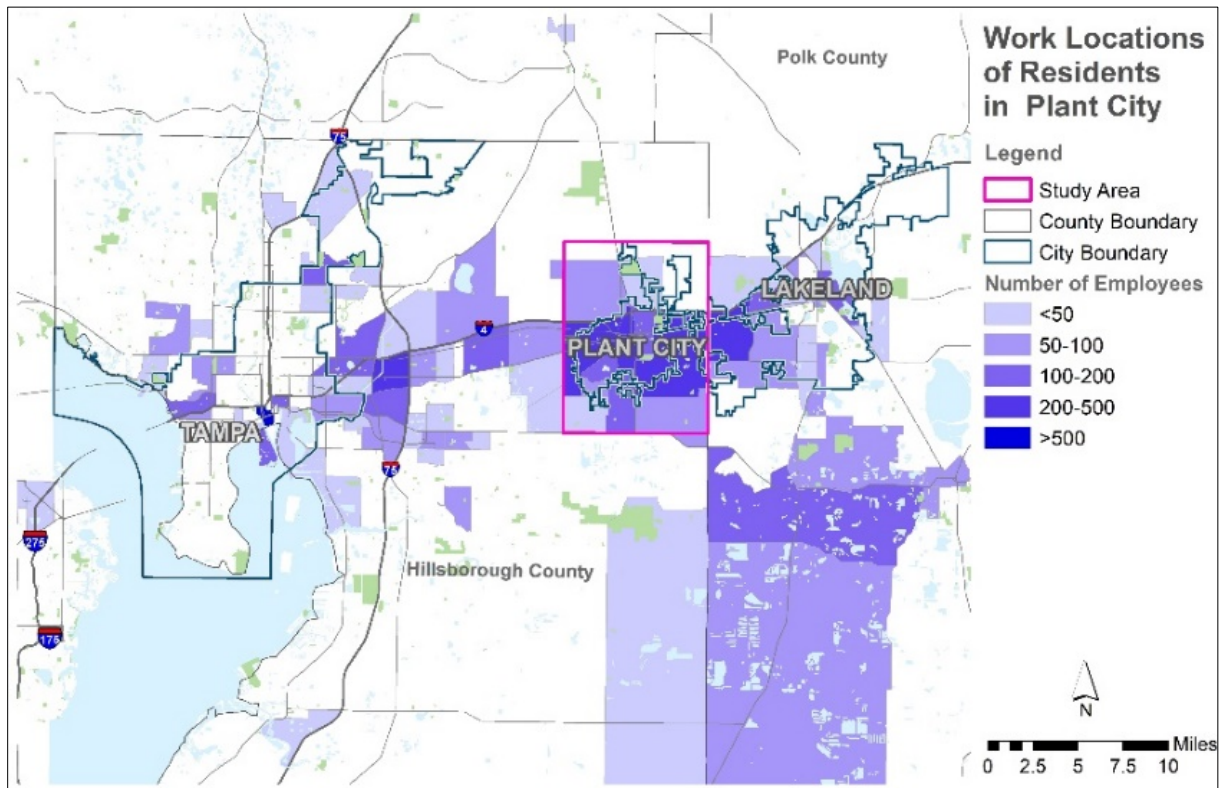 Work Locations
of Residents
in Plant City
Legend
Study Area
County Boundary
City Boundary
Number of Employees
<50
50-100
100-200
200-500
>500
N
Miles
0 2.5 5 7.5 10
Polk County
75
LAKELAND
4
PLANT CITY
TAMPA
75
275
Hillsborough County
175